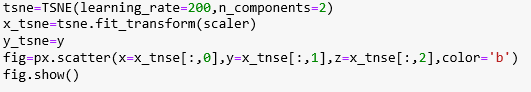 tsne=TSNE(learning_rate=200,n_components=2)
x_tsne=tsne.fit_transform(scaler)
y_tsne=y
fig=px.scatter(x=x_tnse[:,0],y=x_tnse[:,1],z=x_tnse[:,2],color='b')
fig.show()